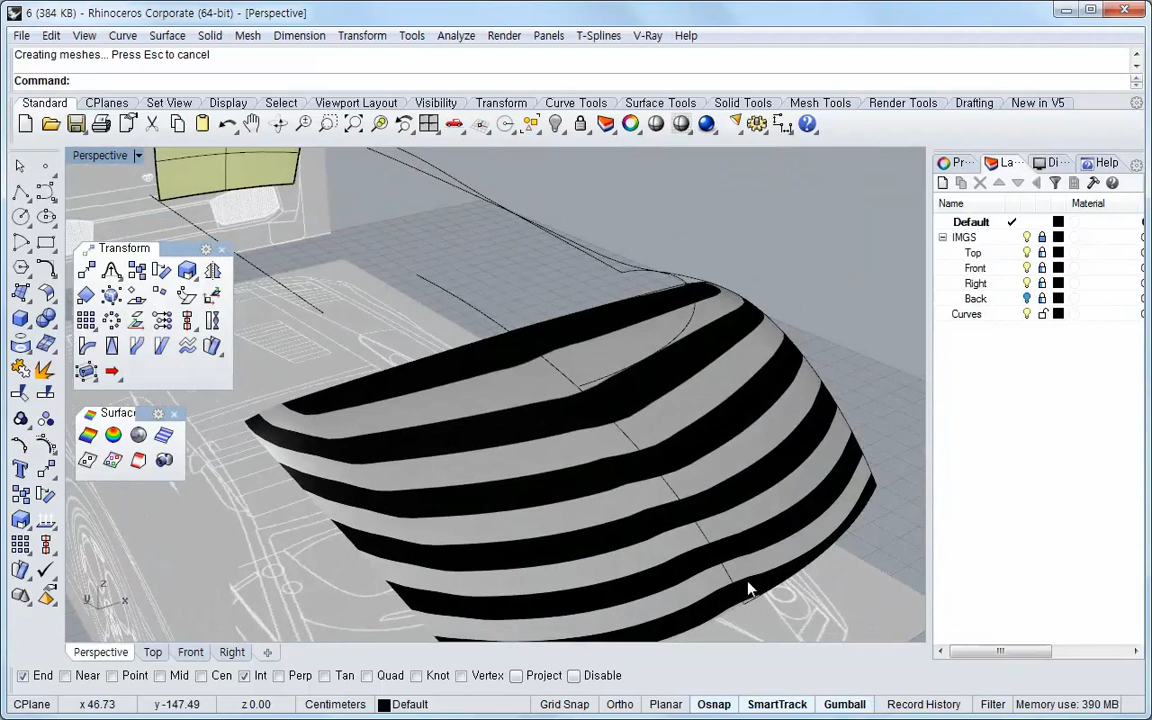 6 (384 KB) - Rhinoceros Corporate (64-bit) - [Perspective]
File Edit View Curve Surface Solid Mesh Dimension Transform Tools Analyze Render Panels T-Splines V-Ray Help
Creating meshes... Press Esc to cancel
Command:
Standard CPlanes Set View Display Select Viewport Layout Visibility Transform Curve Tools Surface Tools Solid Tools Mesh Tools Render Tools Drafting New in V5
Perspective
Pr··· La··· Di··· Help
Name Material
Default
IMGS
Top
Front
Right
Back
Curves
Transform
Surfac
z
y x
Perspective Top Front Right
End Near Point Mid Cen Int Perp Tan Quad Knot Vertex Project Disable
CPlane x 46.73 y -147.49 z 0.00 Centimeters Default Grid Snap Ortho Planar Osnap SmartTrack Gumball Record History Filter Memory use: 390 MB